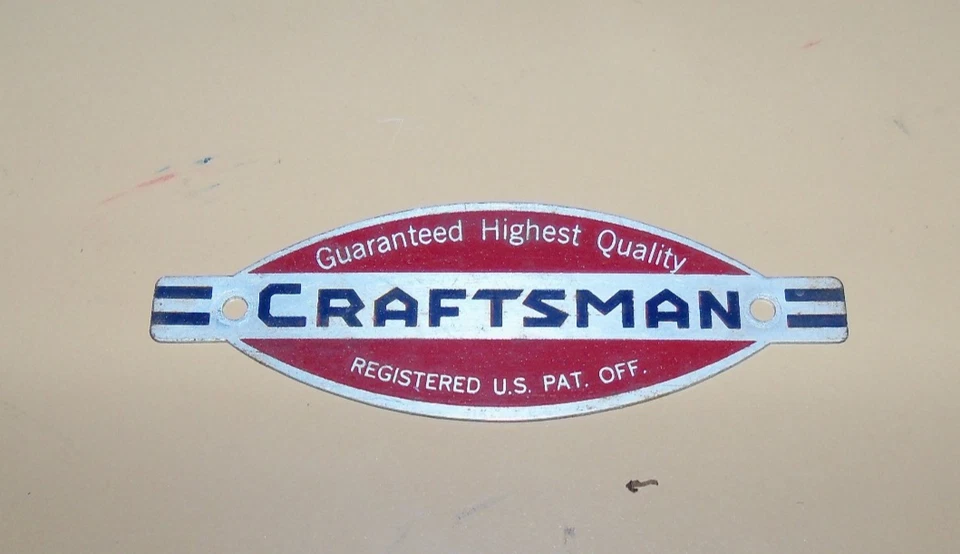 Guaranteed Highest Quality
CRAFTSMAN
REGISTERED U.S. PAT. OFF.